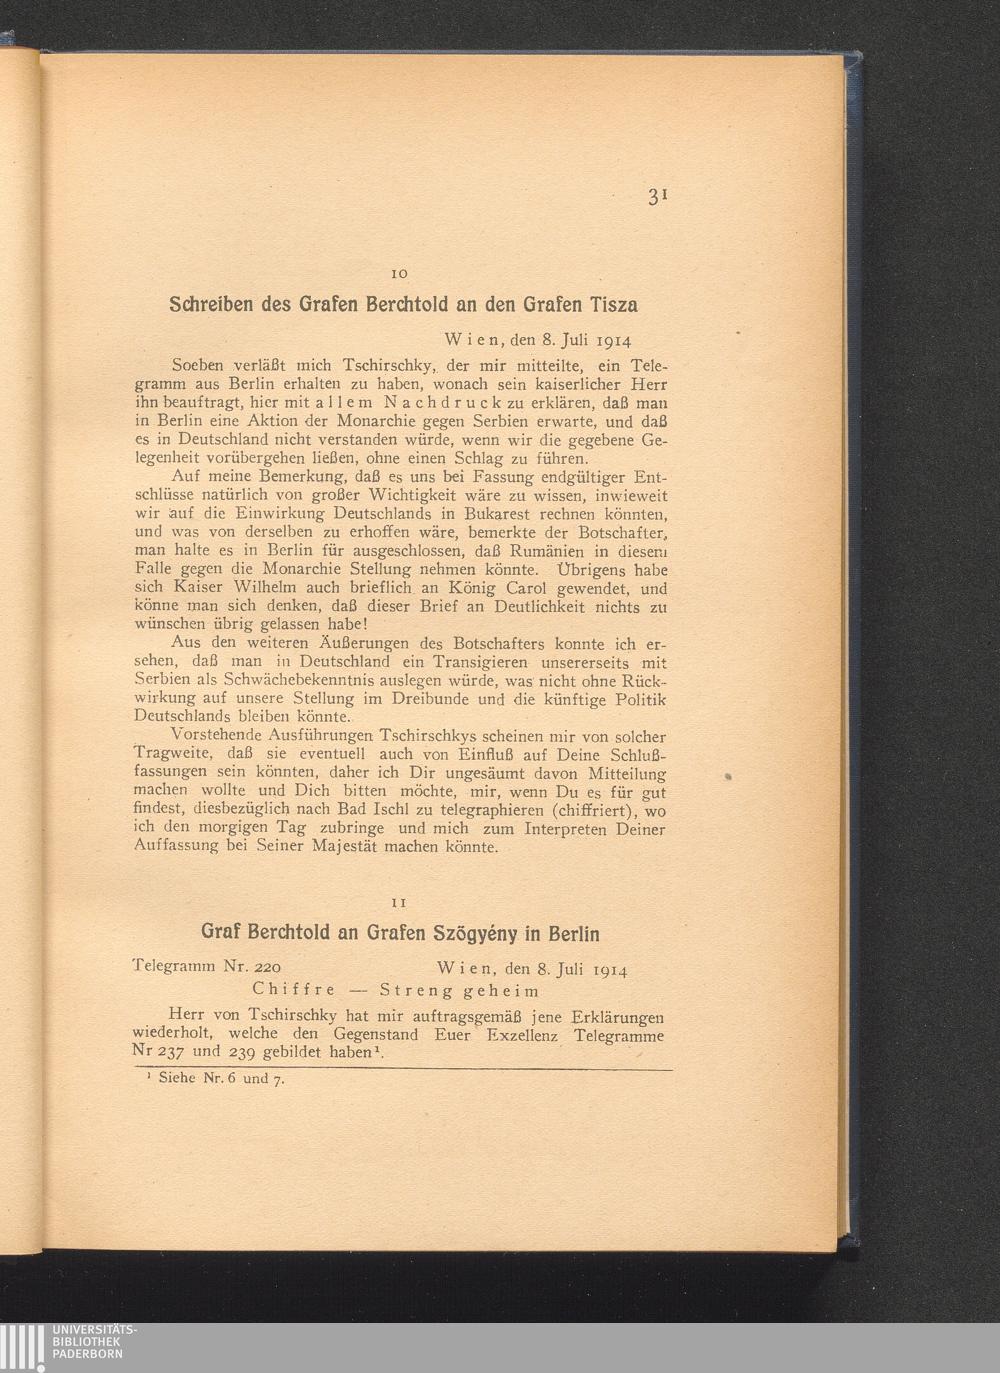 31
10
Schreiben des Grafen Berchtold an den Grafen Tisza
Wien, den 8. Juli 1914
Soeben verläßt mich Tschirschky, der mir mitteilte, ein Tele-
gramm aus Berlin erhalten zu haben, wonach sein kaiserlicher Herr
ihn beauftragt, hier mit allem Nachdruck zu erklären, daß man
in Berlin eine Aktion der Monarchie gegen Serbien erwarte, und daß
es in Deutschland nicht verstanden würde, wenn wir die gegebene Ge-
legenheit vorübergehen ließen, ohne einen Schlag zu führen.
Auf meine Bemerkung, daß es uns bei Fassung endgültiger Ent-
schlüsse natürlich von großer Wichtigkeit wäre zu wissen, inwieweit
wir auf die Einwirkung Deutschlands in Bukarest rechnen könnten,
und was von derselben zu erhoffen wäre, bemerkte der Botschafter,
man halte es in Berlin für ausgeschlossen, daß Rumänien in diesem
Falle gegen die Monarchie Stellung nehmen könnte. Übrigens habe
sich Kaiser Wilhelm auch brieflich an König Carol gewendet, und
könne man sich denken, daß dieser Brief an Deutlichkeit nichts zu
wünschen übrig gelassen habe!
Aus den weiteren Äußerungen des Botschafters konnte ich er-
sehen, daß man in Deutschland ein Transigieren unsererseits mit
Serbien als Schwächebekenntnis auslegen würde, was nicht ohne Rück-
wirkung auf unsere Stellung im Dreibunde und die künftige Politik
Deutschlands bleiben könnte.
Vorstehende Ausführungen Tschirschkys scheinen mir von solcher
Tragweite, daß sie eventuell auch von Einfluß auf Deine Schluß-
fassungen sein könnten, daher ich Dir ungesäumt davon Mitteilung
machen wollte und Dich bitten möchte, mir, wenn Du es für gut
findest, diesbezüglich nach Bad Ischl zu telegraphieren (chiffriert), wo
ich den morgigen Tag zubringe und mich zum Interpreten Deiner
Auffassung bei Seiner Majestät machen könnte.
11
Graf Berchtold an Grafen Szögyény in Berlin
Telegramm Nr. 220 Wien, den 8. Juli 1914
Chiffre — Streng geheim
Herr von Tschirschky hat mir auftragsgemäß jene Erklärungen
wiederholt, welche den Gegenstand Euer Exzellenz Telegramme
Nr 237 und 239 gebildet haben¹.
¹ Siehe Nr. 6 und 7.
UNIVERSITÄTS-
BIBLIOTHEK
PADERBORN